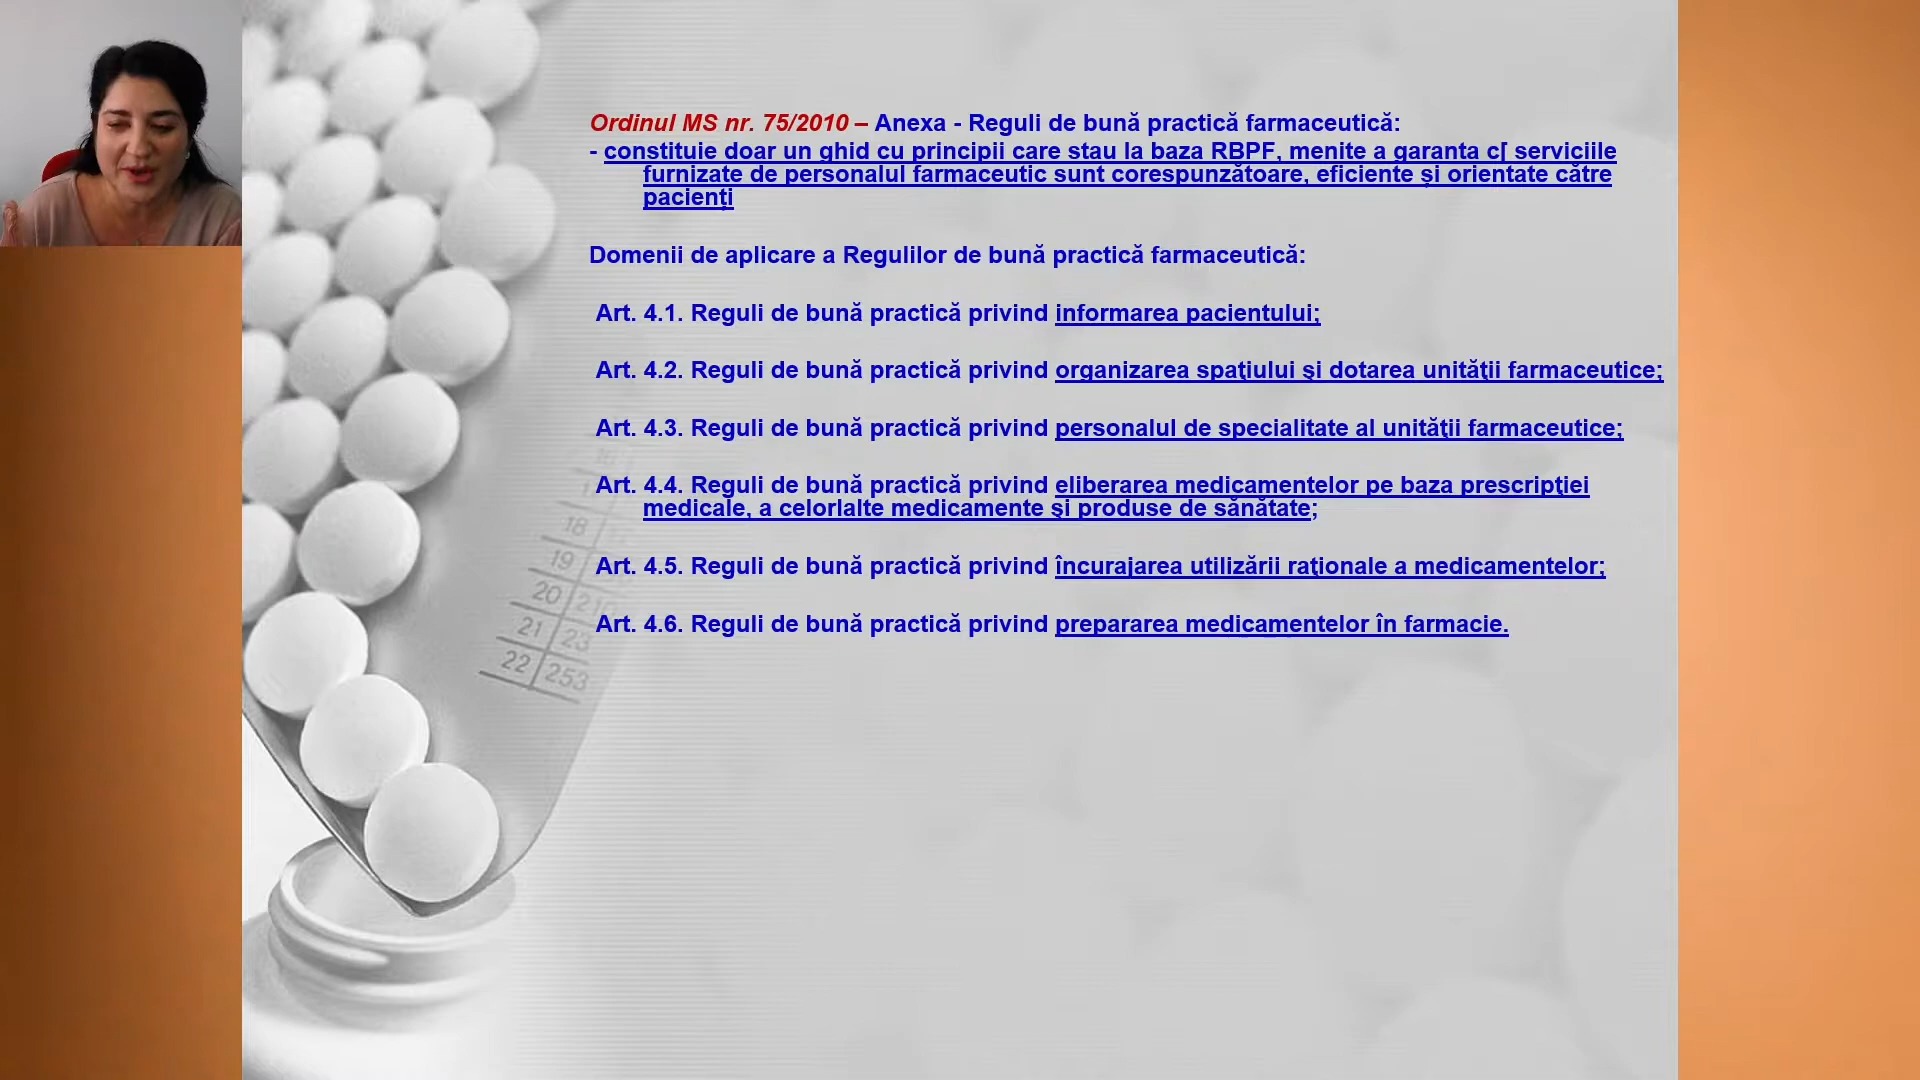 Ordinul MS nr. 75/2010 – Anexa - Reguli de bună practică farmaceutică:
- constituie doar un ghid cu principii care stau la baza RBPF, menite a garanta c[ serviciile
furnizate de personalul farmaceutic sunt corespunzătoare, eficiente și orientate către
pacienți
Domenii de aplicare a Regulilor de bună practică farmaceutică:
Art. 4.1. Reguli de bună practică privind informarea pacientului;
Art. 4.2. Reguli de bună practică privind organizarea spaţiului şi dotarea unităţii farmaceutice;
Art. 4.3. Reguli de bună practică privind personalul de specialitate al unităţii farmaceutice;
Art. 4.4. Reguli de bună practică privind eliberarea medicamentelor pe baza prescripţiei
medicale, a celorlalte medicamente şi produse de sănătate;
Art. 4.5. Reguli de bună practică privind încurajarea utilizării raţionale a medicamentelor;
Art. 4.6. Reguli de bună practică privind prepararea medicamentelor în farmacie.
18
19
20
21 23
22 253